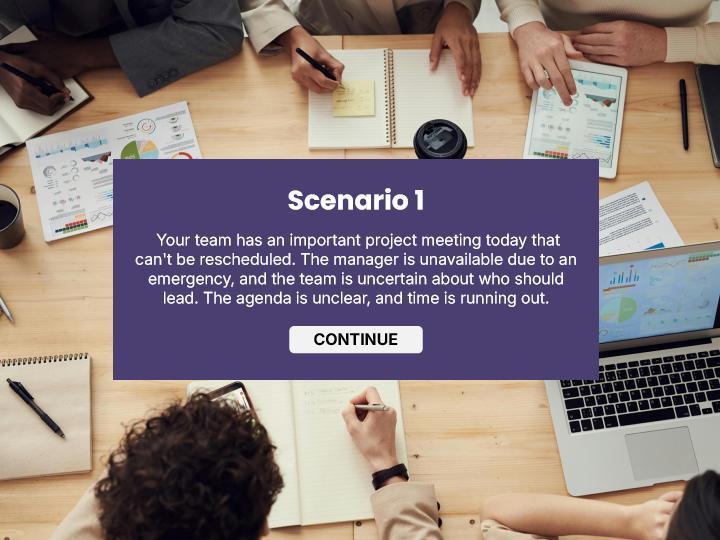 Scenario 1
Your team has an important project meeting today that
can't be rescheduled. The manager is unavailable due to an
emergency, and the team is uncertain about who should
lead. The agenda is unclear, and time is running out.
CONTINUE